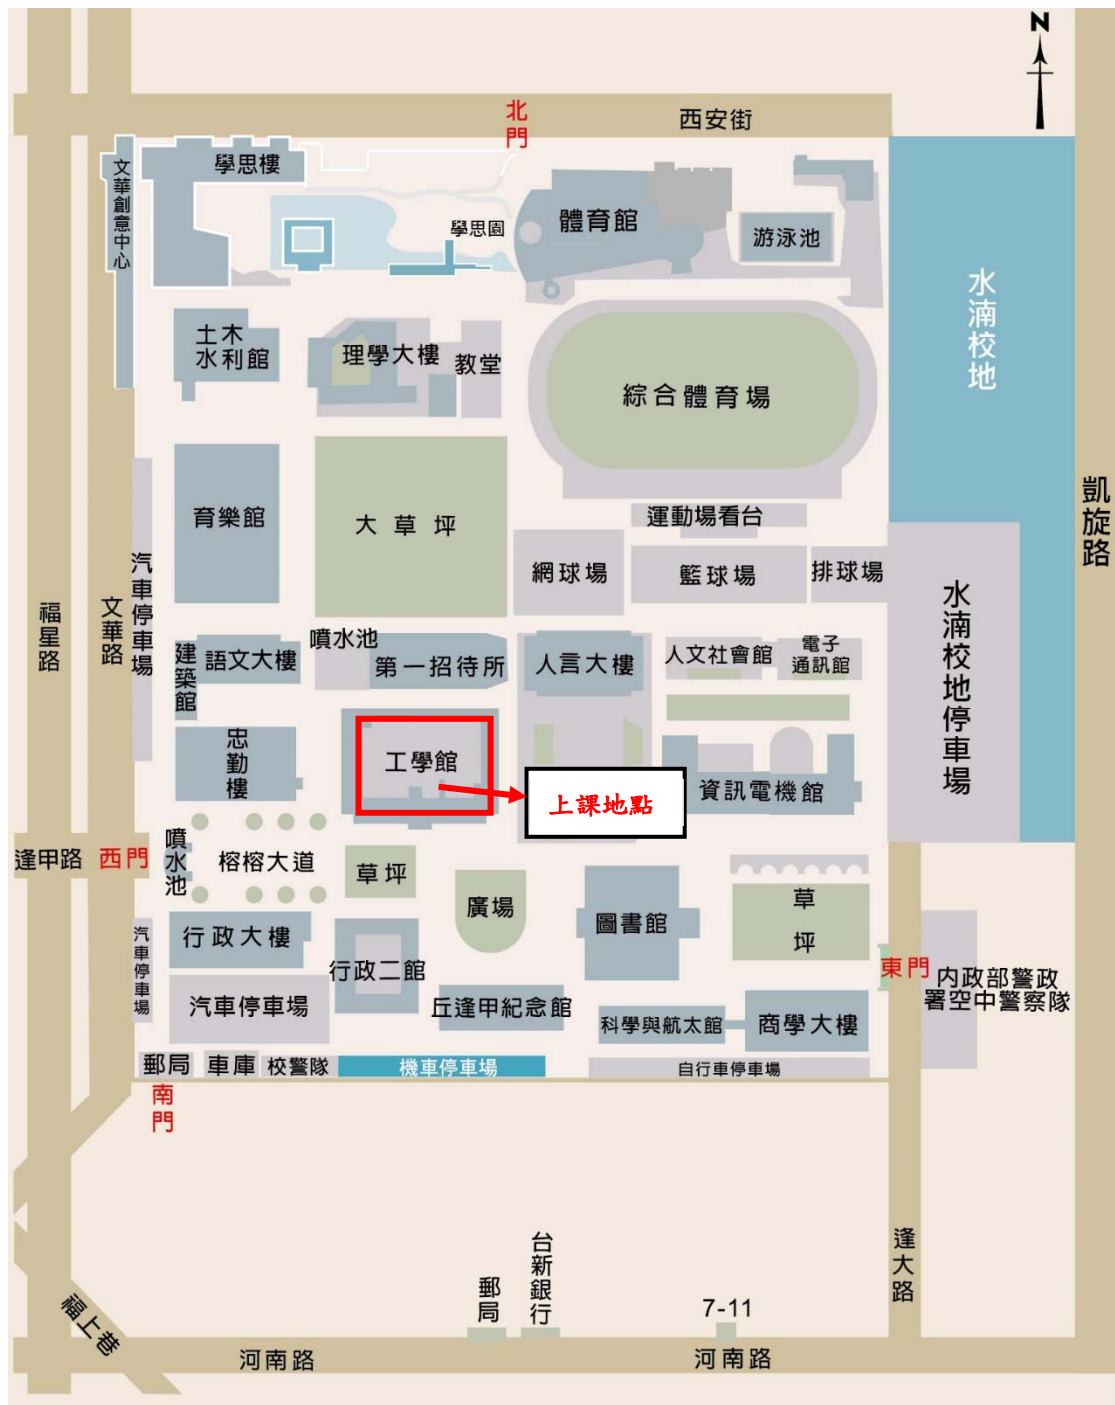 N
北門
西安街
文華創意中心
學思樓
學思園
體育館
游泳池
水湳校地
土木
水利館
理學大樓
教堂
綜合體育場
育樂館
大草坪
運動場看台
凱旋路
汽車停車場
網球場
籃球場
排球場
水湳校地停車場
福星路
文華路
建築館
語文大樓
噴水池
第一招待所
人言大樓
人文社會館
電子
通訊館
忠勤樓
工學館
上課地點
資訊電機館
逢甲路
西門
噴水池
榕榕大道
草坪
廣場
圖書館
草坪
汽車停車場
行政大樓
行政二館
東門
內政部警政
署空中警察隊
汽車停車場
丘逢甲紀念館
科學與航太館
商學大樓
郵局
車庫
校警隊
機車停車場
自行車停車場
南門
逢大路
福上巷
郵局
台新銀行
7-11
河南路
河南路